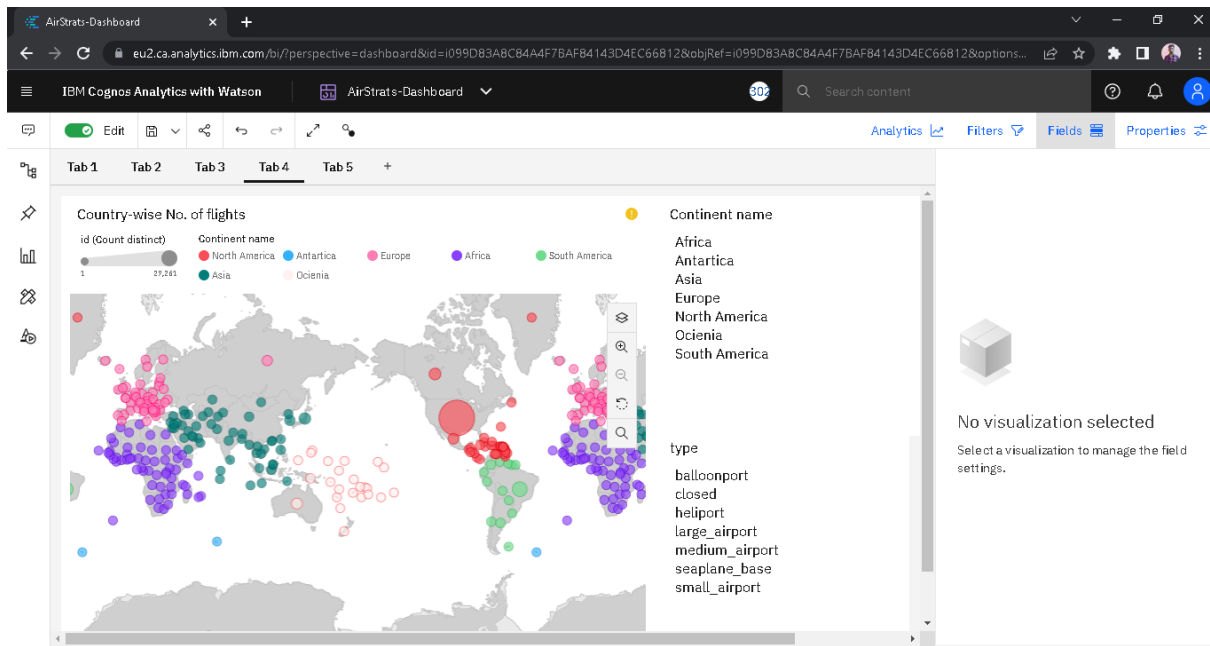 AirStrats-Dashboard
eu2.ca.analytics.ibm.com/bi/?perspective=dashboard&id=i099D83A8C84A4F7BAF84143D4EC66812&objRef=i099D83A8C84A4F7BAF84143D4EC66812&options...
IBM Cognos Analytics with Watson
AirStrats-Dashboard
302
Search content
Edit
Analytics
Filters
Fields
Properties
Tab 1
Tab 2
Tab 3
Tab 4
Tab 5
Country-wise No. of flights
id (Count distinct)
1
Continent name
North America
Antartica
Europe
Africa
South America
Asia
Ocienia
Continent name
Africa
Antartica
Asia
Europe
North America
Ocienia
South America
type
balloonport
closed
heliport
large_airport
medium_airport
seaplane_base
small_airport
No visualization selected
Select a visualization to manage the field
settings.